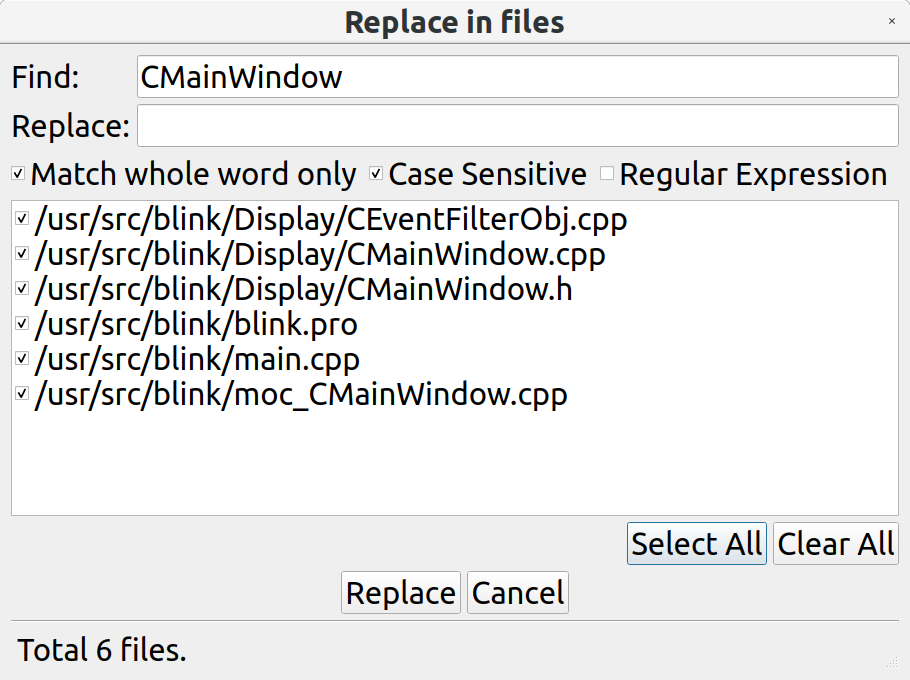 Replace in files
Find: CMainWindow
Replace:
Match whole word only Case Sensitive Regular Expression
/usr/src/blink/Display/CEventFilterObj.cpp
/usr/src/blink/Display/CMainWindow.cpp
/usr/src/blink/Display/CMainWindow.h
/usr/src/blink/blink.pro
/usr/src/blink/main.cpp
/usr/src/blink/moc_CMainWindow.cpp
Select All Clear All
Replace Cancel
Total 6 files.